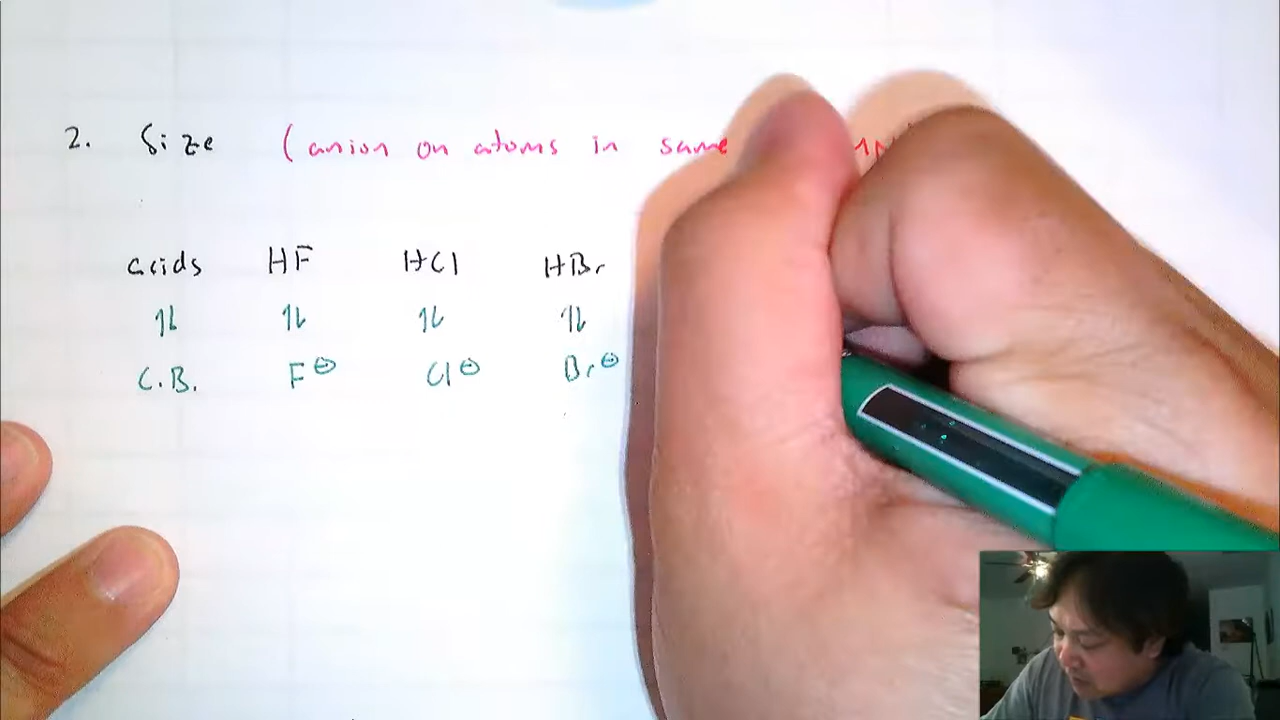 2. Size (anion on atoms in same
acids HF HCl HBr
⇌ ⇌ ⇌ ⇌
C.B. F⊖ Cl⊖ Br⊖